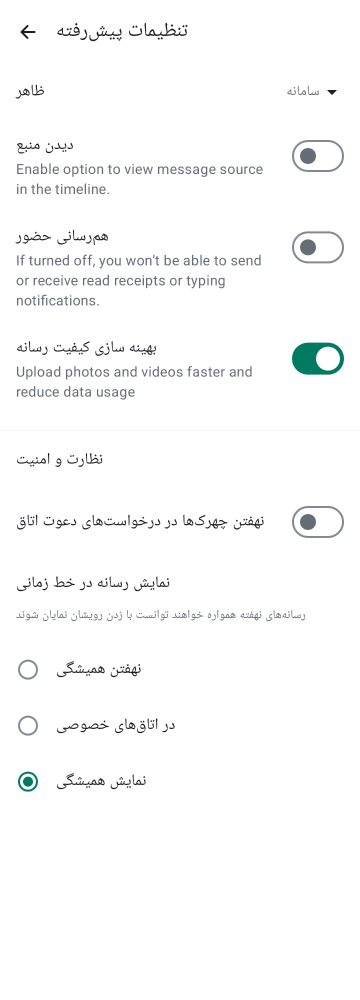 تنظیمات پیش‌رفته
ظاهر
سامانه
دیدن منبع
Enable option to view message source
in the timeline.
هم‌رسانی حضور
If turned off, you won’t be able to send
or receive read receipts or typing
notifications.
بهینه سازی کیفیت رسانه
Upload photos and videos faster and
reduce data usage
نظارت و امنیت
نهفتن چهرک‌ها در درخواست‌های دعوت اتاق
نمایش رسانه در خط زمانی
رسانه‌های نهفته همواره خواهند توانست با زدن رویشان نمایان شوند
نهفتن همیشگی
در اتاق‌های خصوصی
نمایش همیشگی